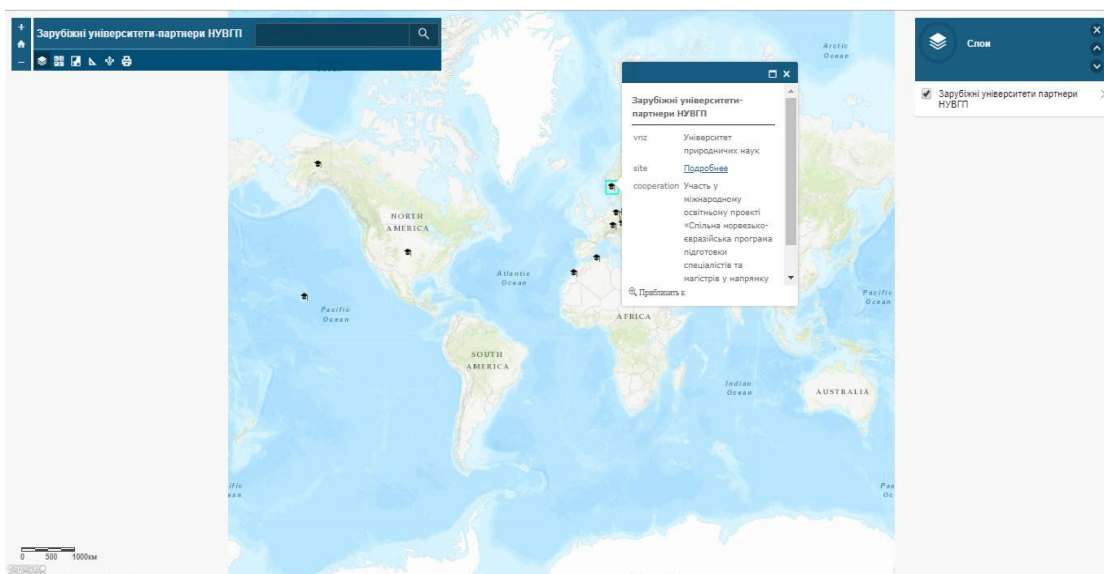 +
Зарубіжні університети-партнери НУВГП
−
Arctic
Ocean
Слои
Зарубіжні університети партнери
НУВГП
Зарубіжні університети-
партнери НУВГП
vnz Університет
природничих наук
site Подробнее
cooperation Участь у
міжнародному
освітньому проекті
«Спільна норвезько-
євразійська програма
підготовки
спеціалістів та
магістрів у напрямку
Приблизить к
NORTH
AMERICA
Atlantic
Ocean
Pacific
Ocean
Pacific
Ocean
AFRICA
SOUTH
AMERICA
Indian
Ocean
AUSTRALIA
0 500 1000км